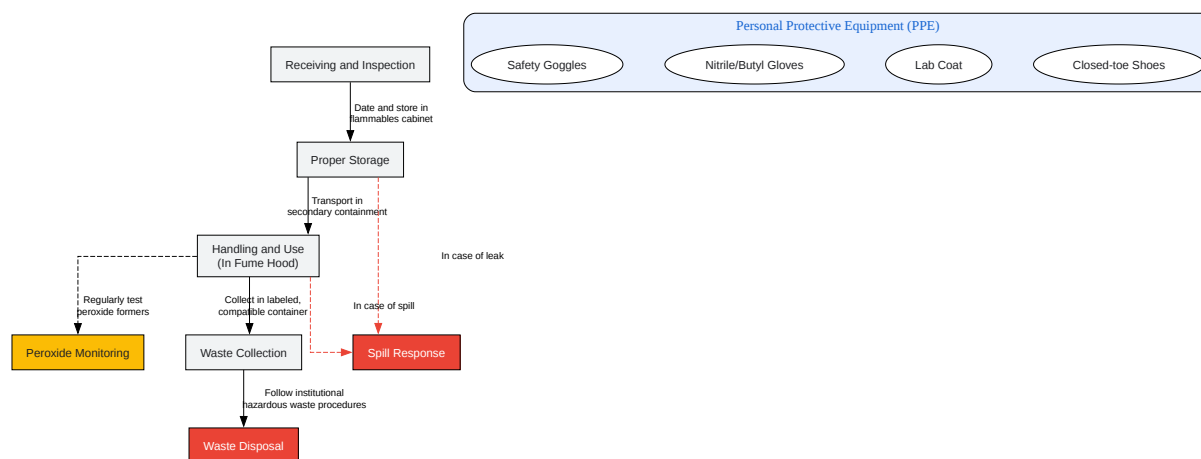 Personal Protective Equipment (PPE)
Safety Goggles
Nitrile/Butyl Gloves
Lab Coat
Closed-toe Shoes
Receiving and Inspection
Date and store in
flammables cabinet
Proper Storage
Transport in
secondary containment
Handling and Use
(In Fume Hood)
In case of leak
Regularly test
peroxide formers
Collect in labeled,
compatible container
In case of spill
Peroxide Monitoring
Waste Collection
Spill Response
Follow institutional
hazardous waste procedures
Waste Disposal